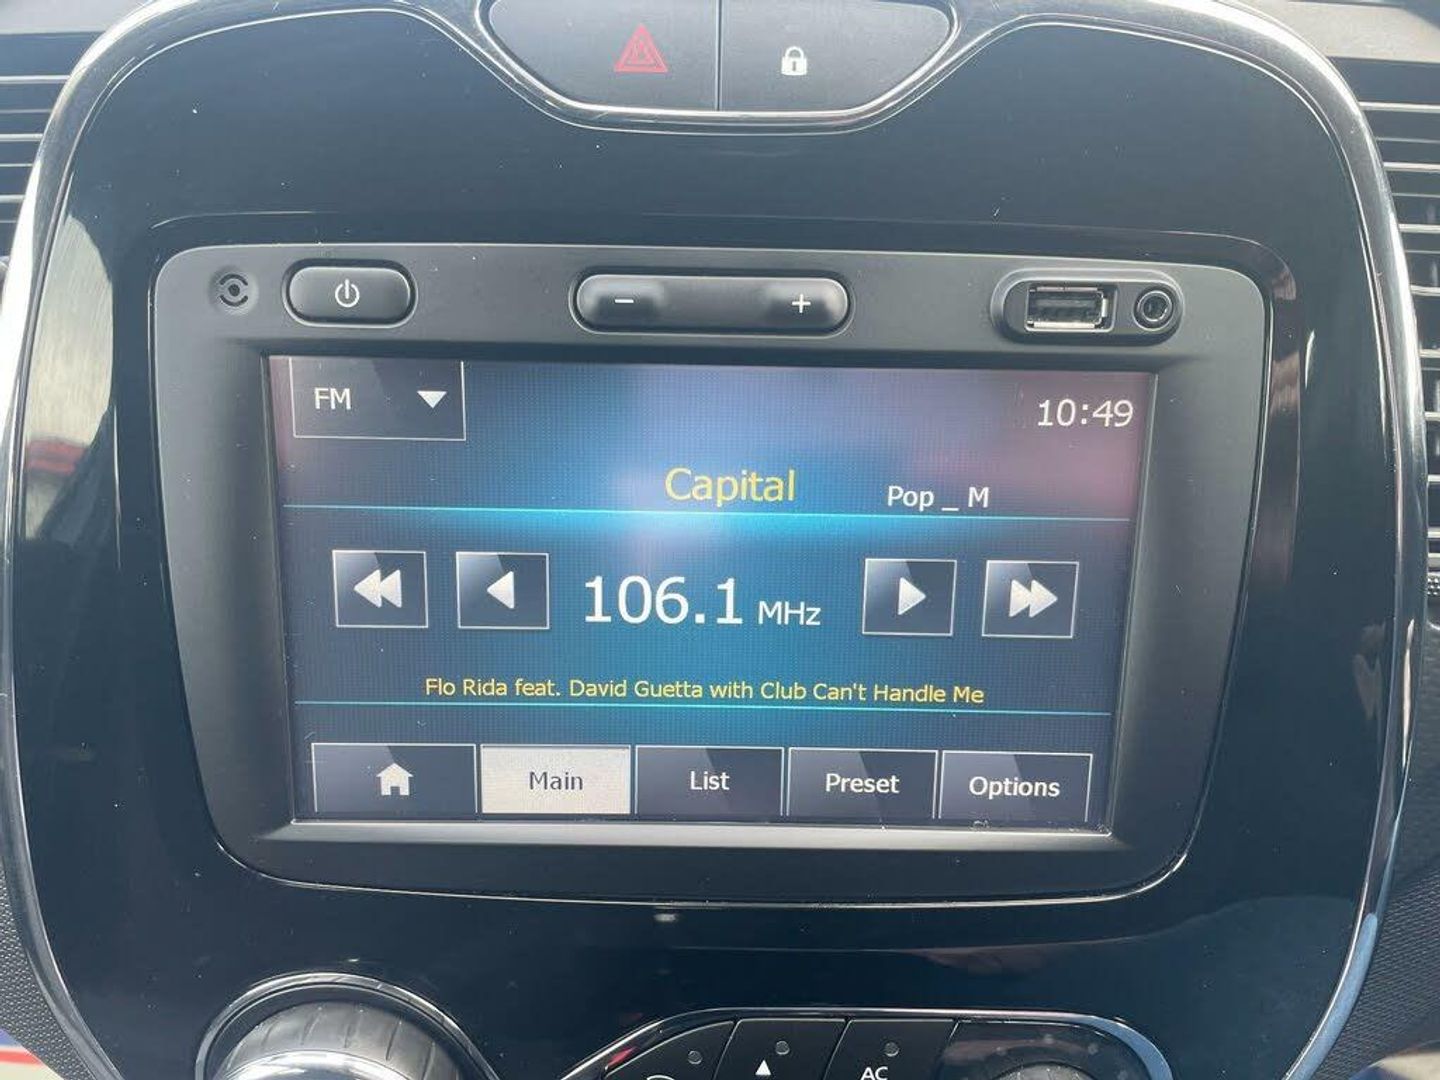 FM
10:49
Capital
Pop _ M
106.1 MHz
Flo Rida feat. David Guetta with Club Can't Handle Me
Main
List
Preset
Options
AC